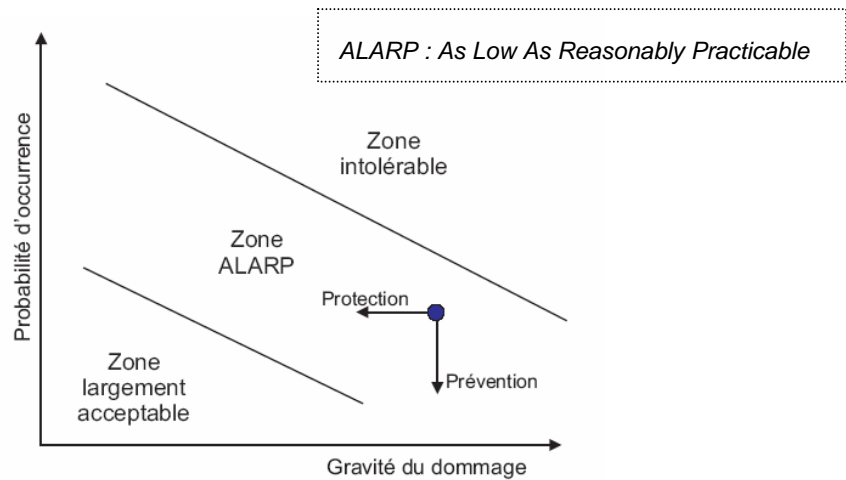 ALARP : As Low As Reasonably Practicable
Probabilité d'occurrence
Zone
intolérable
Zone
ALARP
Protection
Prévention
Zone
largement
acceptable
Gravité du dommage